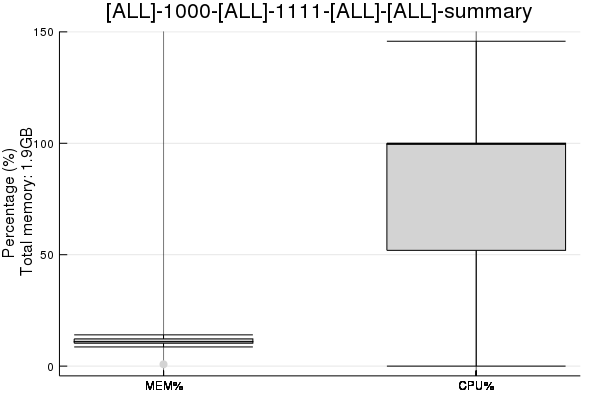 [ALL]-1000-[ALL]-1111-[ALL]-[ALL]-summary
Percentage (%)
Total memory: 1.9GB
150
100
50
0
MEM%
CPU%